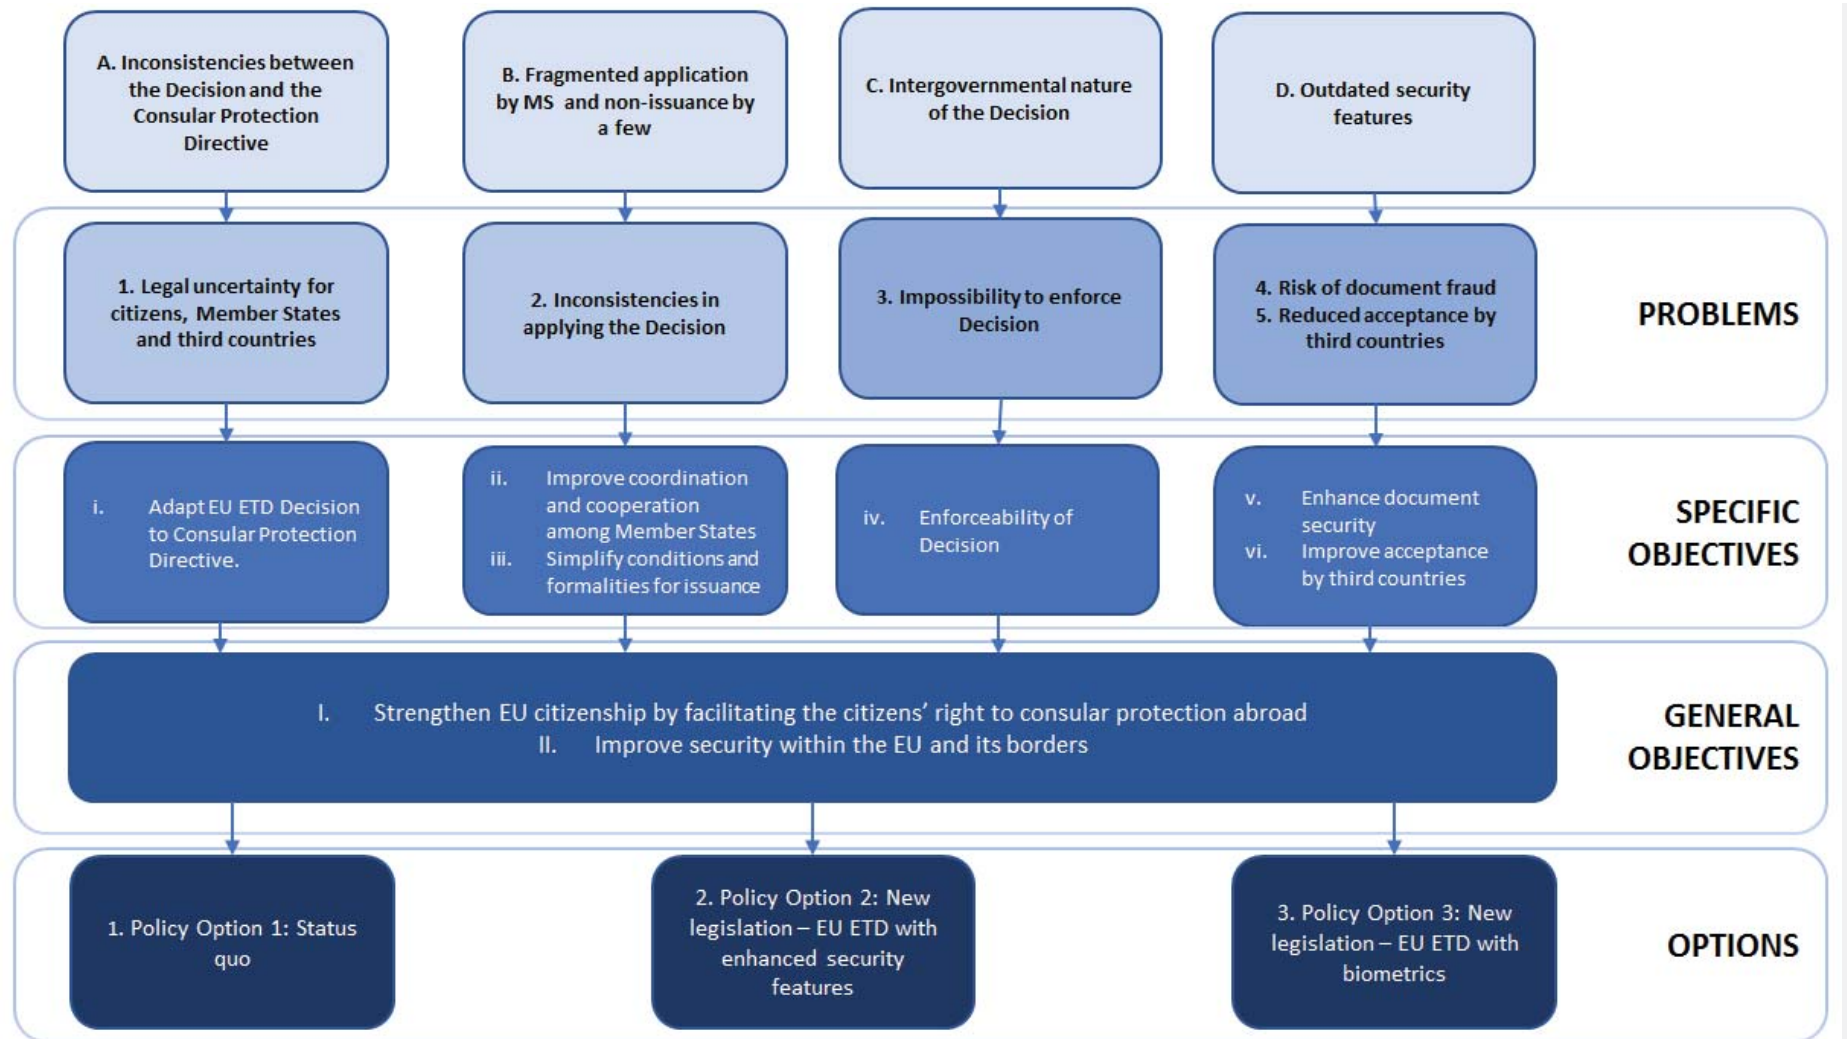 A. Inconsistencies between
the Decision and the
Consular Protection
Directive
B. Fragmented application
by MS and non-issuance by
a few
C. Intergovernmental nature
of the Decision
D. Outdated security
features
1. Legal uncertainty for
citizens, Member States
and third countries
2. Inconsistencies in
applying the Decision
3. Impossibility to enforce
Decision
4. Risk of document fraud
5. Reduced acceptance by
third countries
PROBLEMS
i. Adapt EU ETD Decision
to Consular Protection
Directive.
ii. Improve coordination
and cooperation
among Member States
iii. Simplify conditions and
formalities for issuance
iv. Enforceability of
Decision
v. Enhance document
security
vi. Improve acceptance
by third countries
SPECIFIC
OBJECTIVES
I. Strengthen EU citizenship by facilitating the citizens’ right to consular protection abroad
II. Improve security within the EU and its borders
GENERAL
OBJECTIVES
1. Policy Option 1: Status
quo
2. Policy Option 2: New
legislation – EU ETD with
enhanced security
features
3. Policy Option 3: New
legislation – EU ETD with
biometrics
OPTIONS